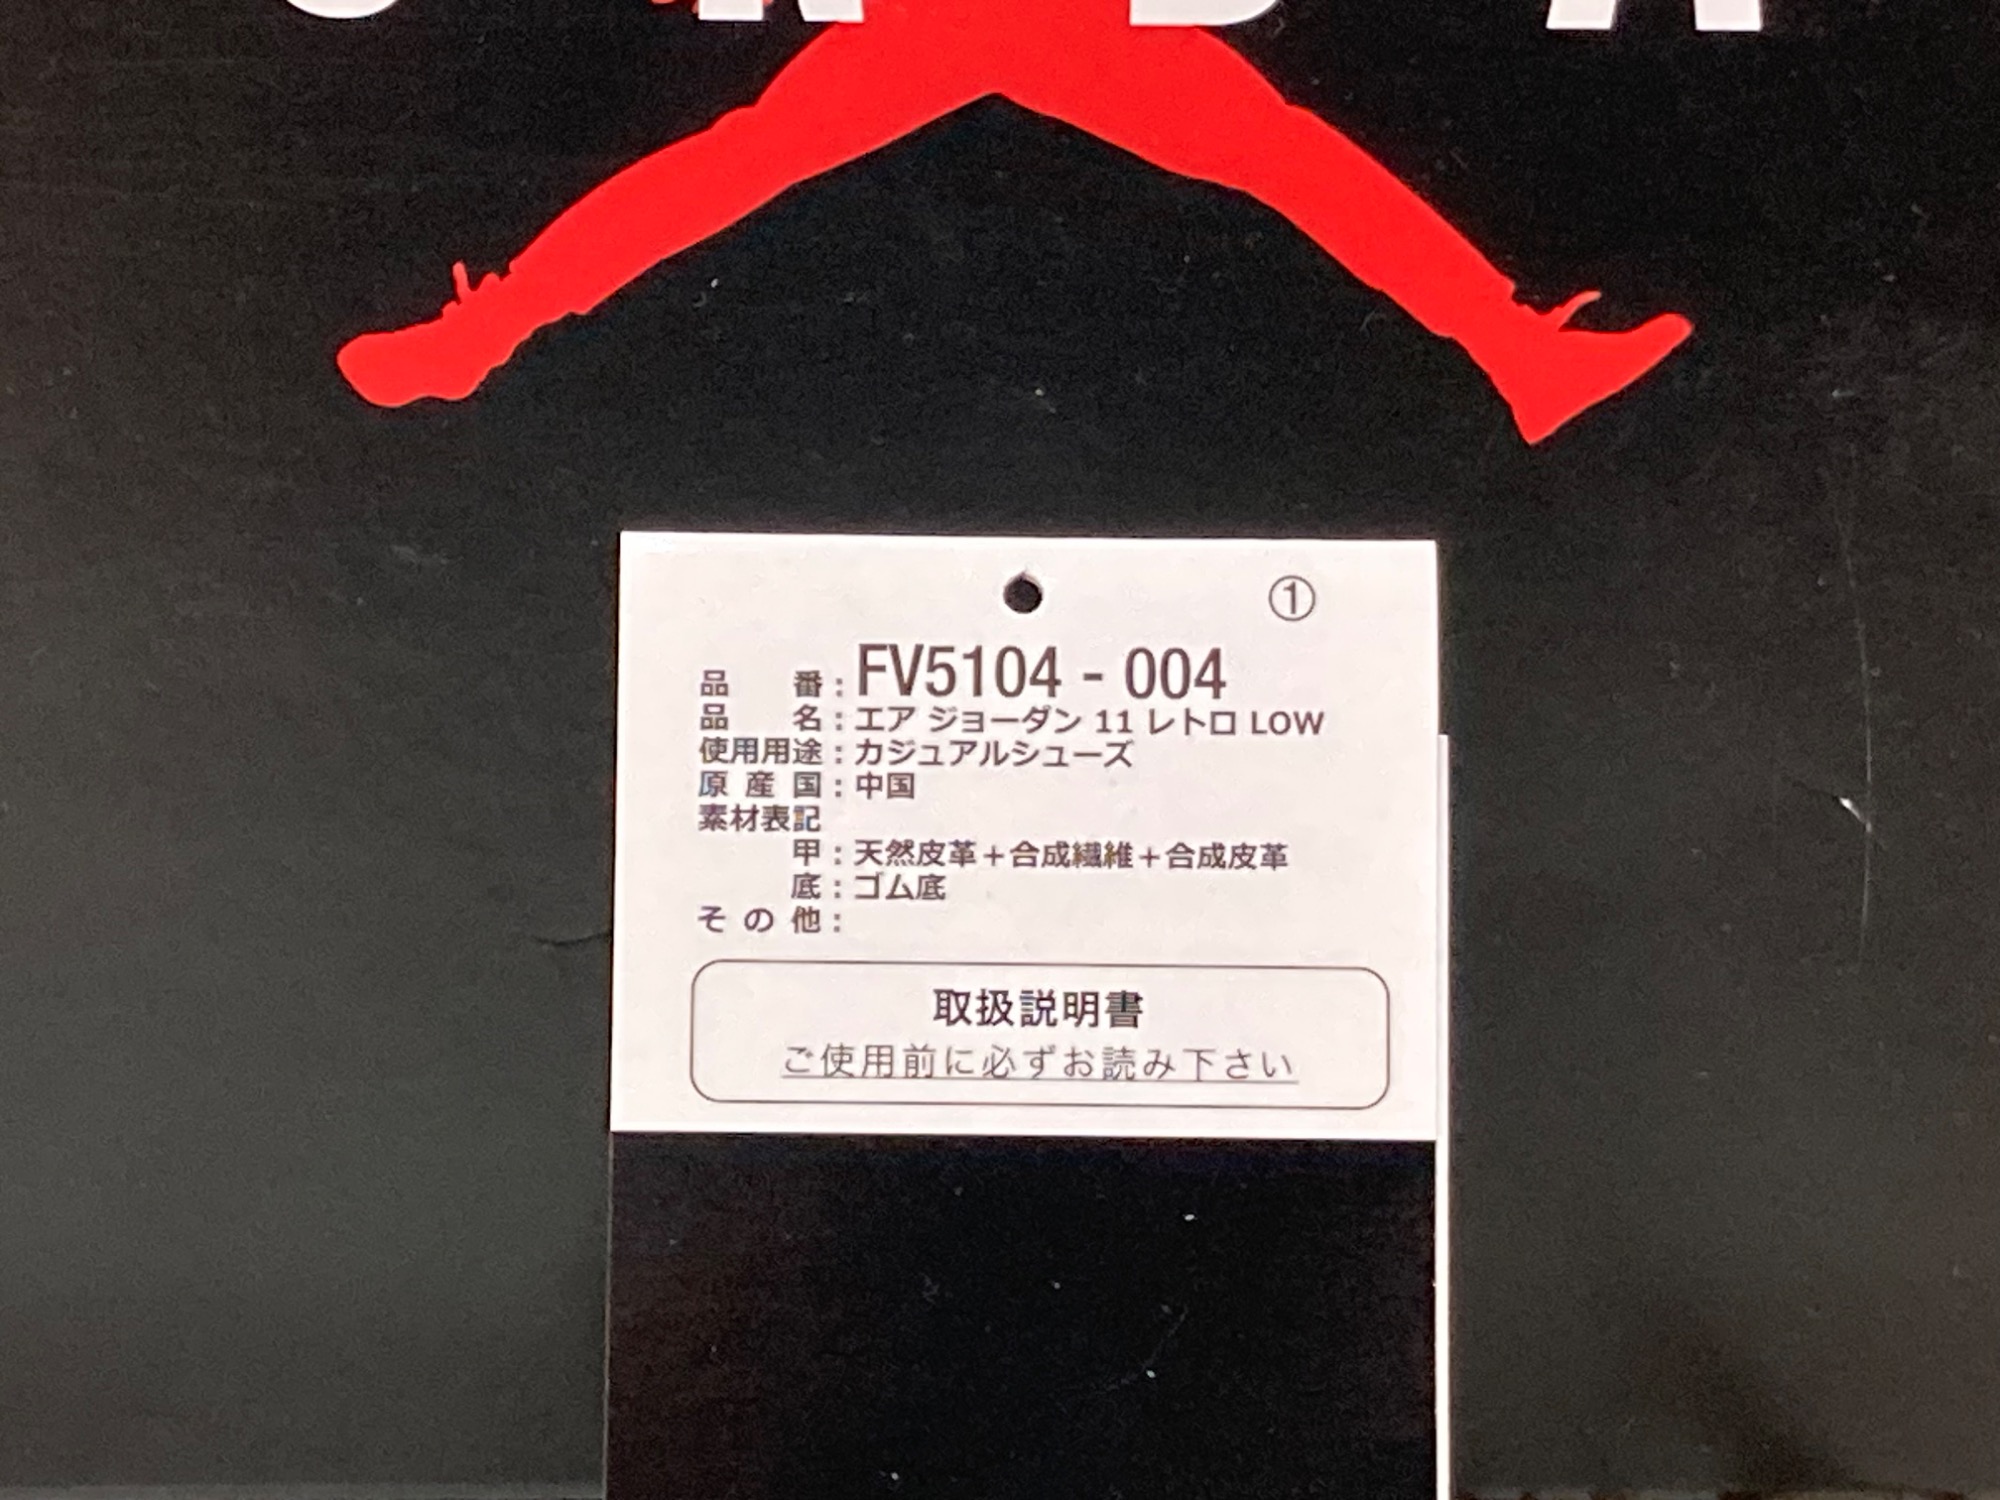 ①
品番：FV5104 - 004
品名：エア ジョーダン 11 レトロ LOW
使用用途：カジュアルシューズ
原産国：中国
素材表記
甲：天然皮革＋合成繊維＋合成皮革
底：ゴム底
その他：
取扱説明書
ご使用前に必ずお読み下さい